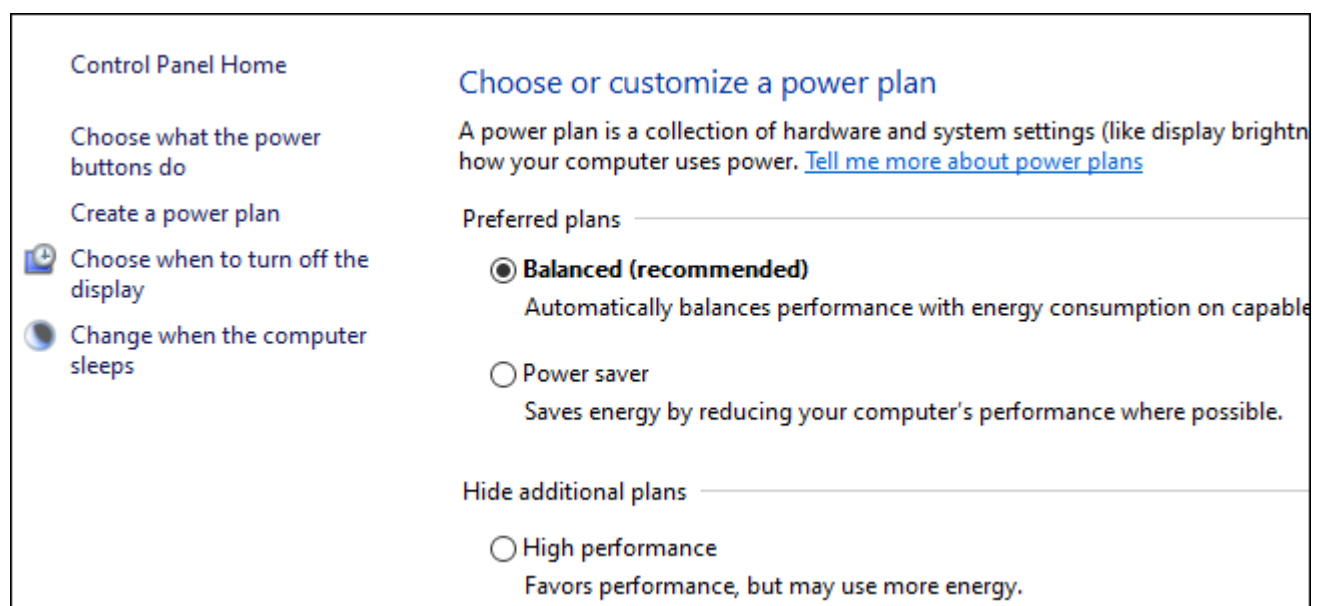 Control Panel Home
Choose what the power
buttons do
Create a power plan
Choose when to turn off the
display
Change when the computer
sleeps
Choose or customize a power plan
A power plan is a collection of hardware and system settings (like display brightn
how your computer uses power. Tell me more about power plans
Preferred plans
Balanced (recommended)
Automatically balances performance with energy consumption on capable
Power saver
Saves energy by reducing your computer's performance where possible.
Hide additional plans
High performance
Favors performance, but may use more energy.